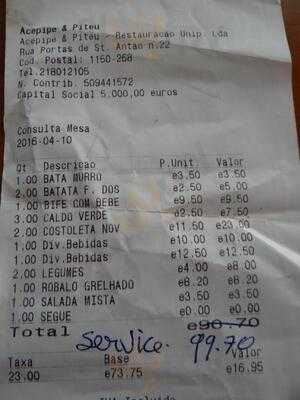 Acepipe & Piteu
Acepipe & Piteu - Restauracao Unip. Lda
Rua Portas de St. Antao n.22
Cod. Postal: 1150-268
Tel.218012105
N. Contrib. 509441572
Capital Social 5.000,00 euros
Consulta Mesa
2016-04-10
Qt Descricao P.Unit. Valor
1.00 BATA MURRO e3.50 e3.50
2.00 BATATA F. DOS e2.50 e5.00
1.00 BIFE COM BEBE e9.50 e9.50
3.00 CALDO VERDE e2.50 e7.50
2.00 COSTOLETA NOV e11.50 e23.00
1.00 Div.Bebidas e10.00 e10.00
1.00 Div.Bebidas e12.50 e12.50
2.00 LEGUMES e4.00 e8.00
1.00 ROBALO GRELHADO e8.20 e8.20
1.00 SALADA MISTA e3.50 e3.50
1.00 SEGUE e0.00 e0.00
Total e90.70
service. 99.70
Taxa Base Valor
23.00 e73.75 e16.95
IVA Incluido